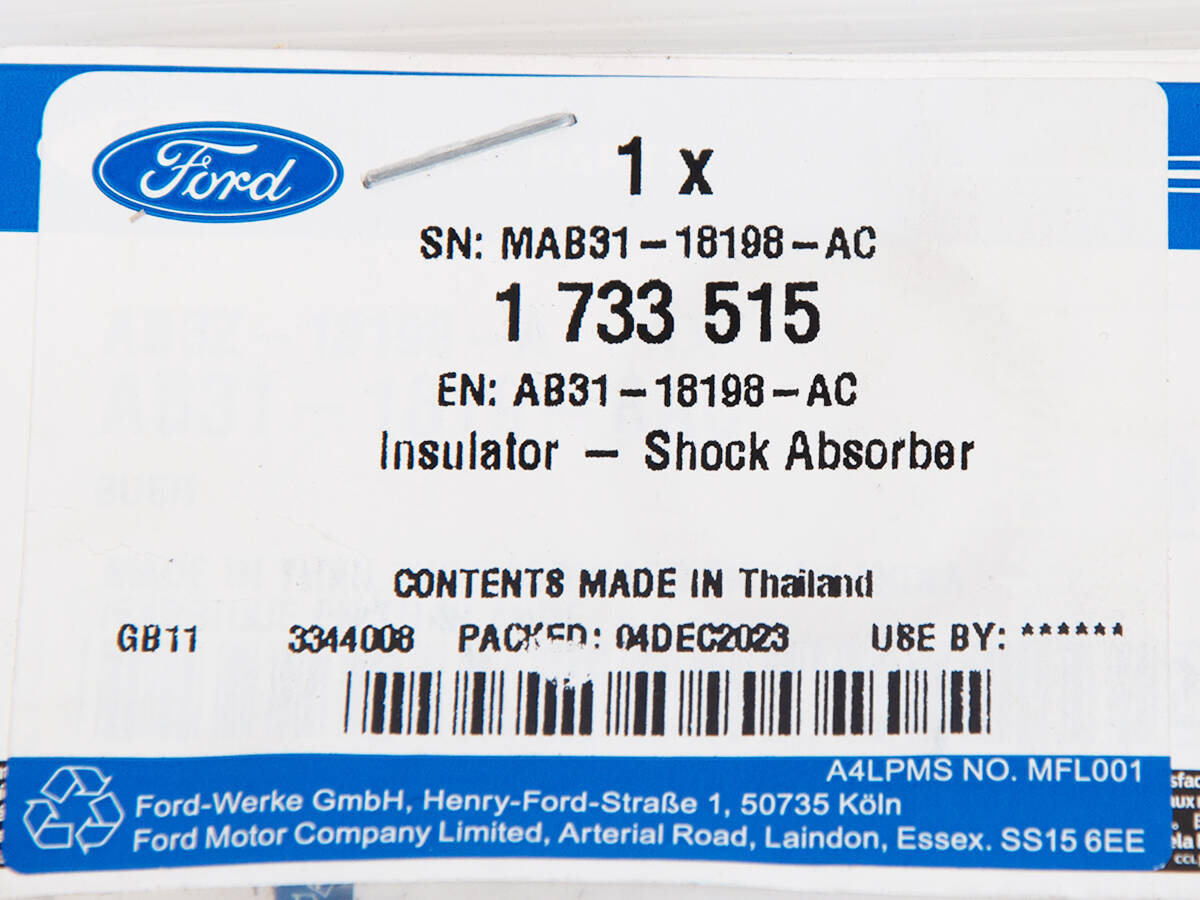 Ford
1 x
SN: MAB31-18198-AC
1 733 515
EN: AB31-18198-AC
Insulator - Shock Absorber
CONTENTS MADE IN Thailand
GB11 3344008 PACKED: 04DEC2023 USE BY: ******
A4LPMS NO. MFL001
Ford-Werke GmbH, Henry-Ford-Straße 1, 50735 Köln
Ford Motor Company Limited, Arterial Road, Laindon, Essex. SS15 6EE